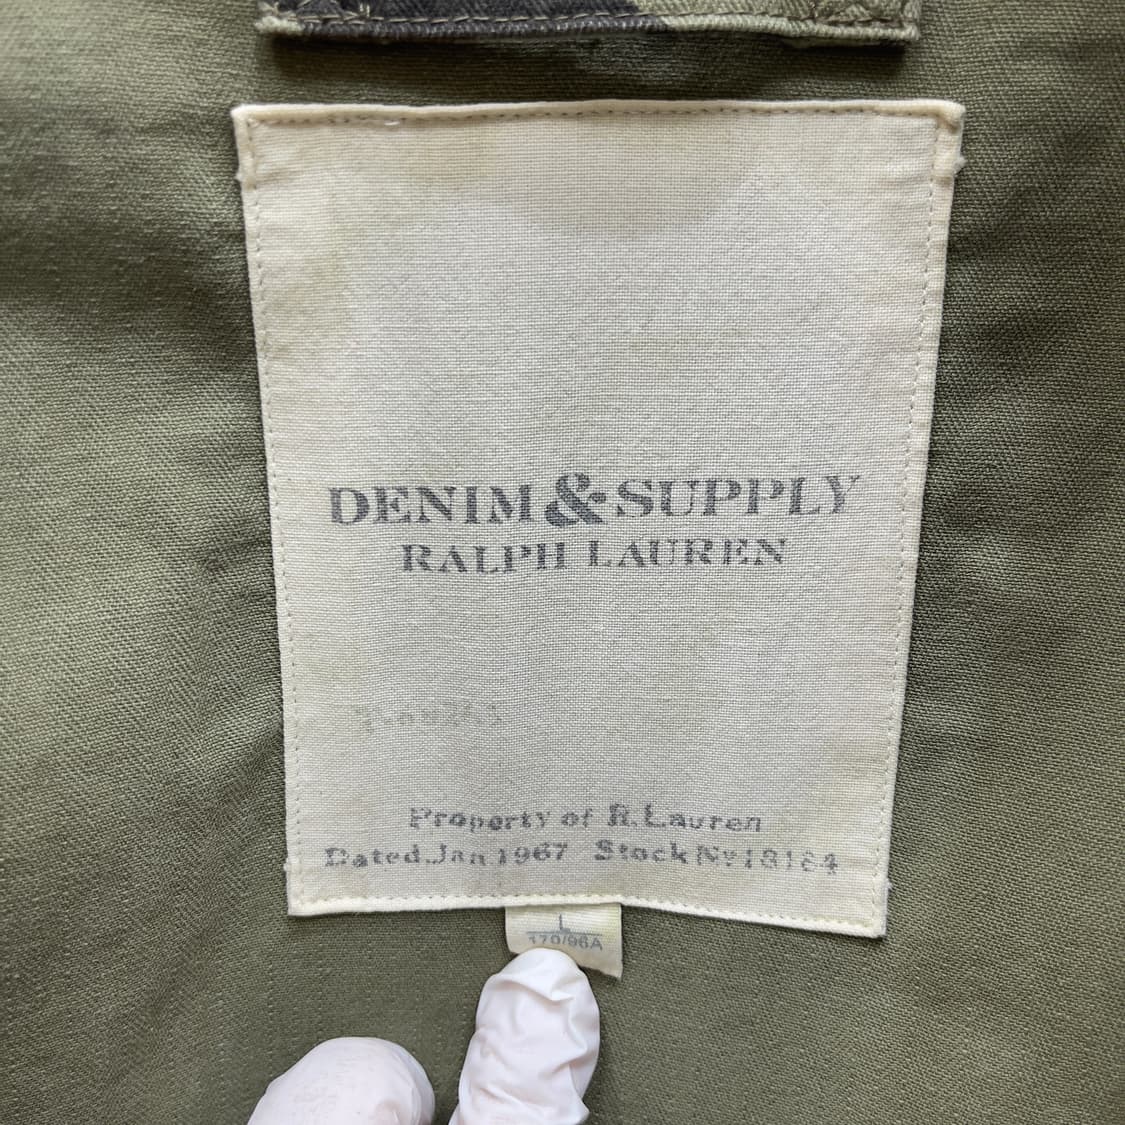 DENIM & SUPPLY
RALPH LAUREN
Property of R. Lauren
Dated Jan. 1967 Stock No 18184
L
170/96A